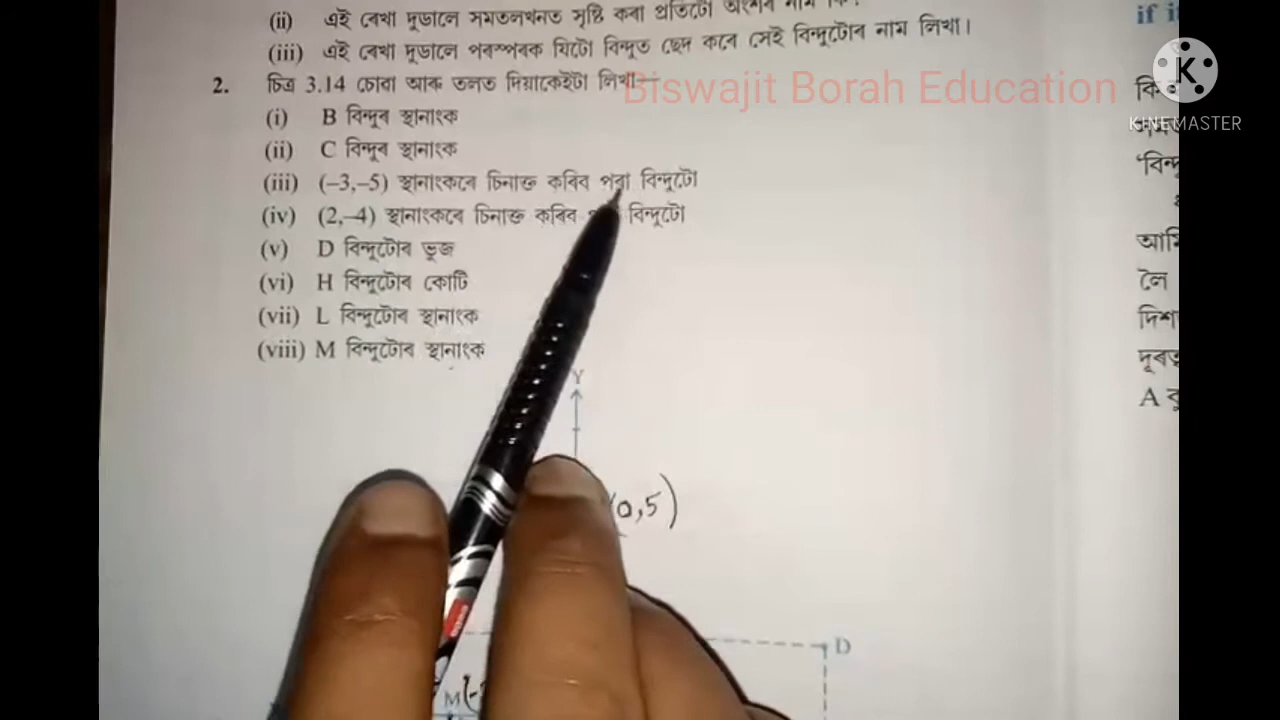 (ii) এই ৰেখা দুডালে সমতলখনত সৃষ্টি কৰা প্ৰতিটো অংশৰ নাম কি?
(iii) এই ৰেখা দুডালে পৰস্পৰক যিটো বিন্দুত ছেদ কৰে সেই বিন্দুটোৰ নাম লিখা।
2. চিত্ৰ 3.14 চোৱা আৰু তলত দিয়াকেইটা লিখা—
Biswajit Borah Education
(i) B বিন্দুৰ স্থানাংক
(ii) C বিন্দুৰ স্থানাংক
(iii) (–3,–5) স্থানাংকৰে চিনাক্ত কৰিব পৰা বিন্দুটো
(iv) (2,–4) স্থানাংকৰে চিনাক্ত কৰিব বিন্দুটো
(v) D বিন্দুটোৰ ভুজ
(vi) H বিন্দুটোৰ কোটি
(vii) L বিন্দুটোৰ স্থানাংক
(viii) M বিন্দুটোৰ স্থানাংক
Y
(0,5)
D
M
if
K
KINEMASTER
আমি
লৈ
A